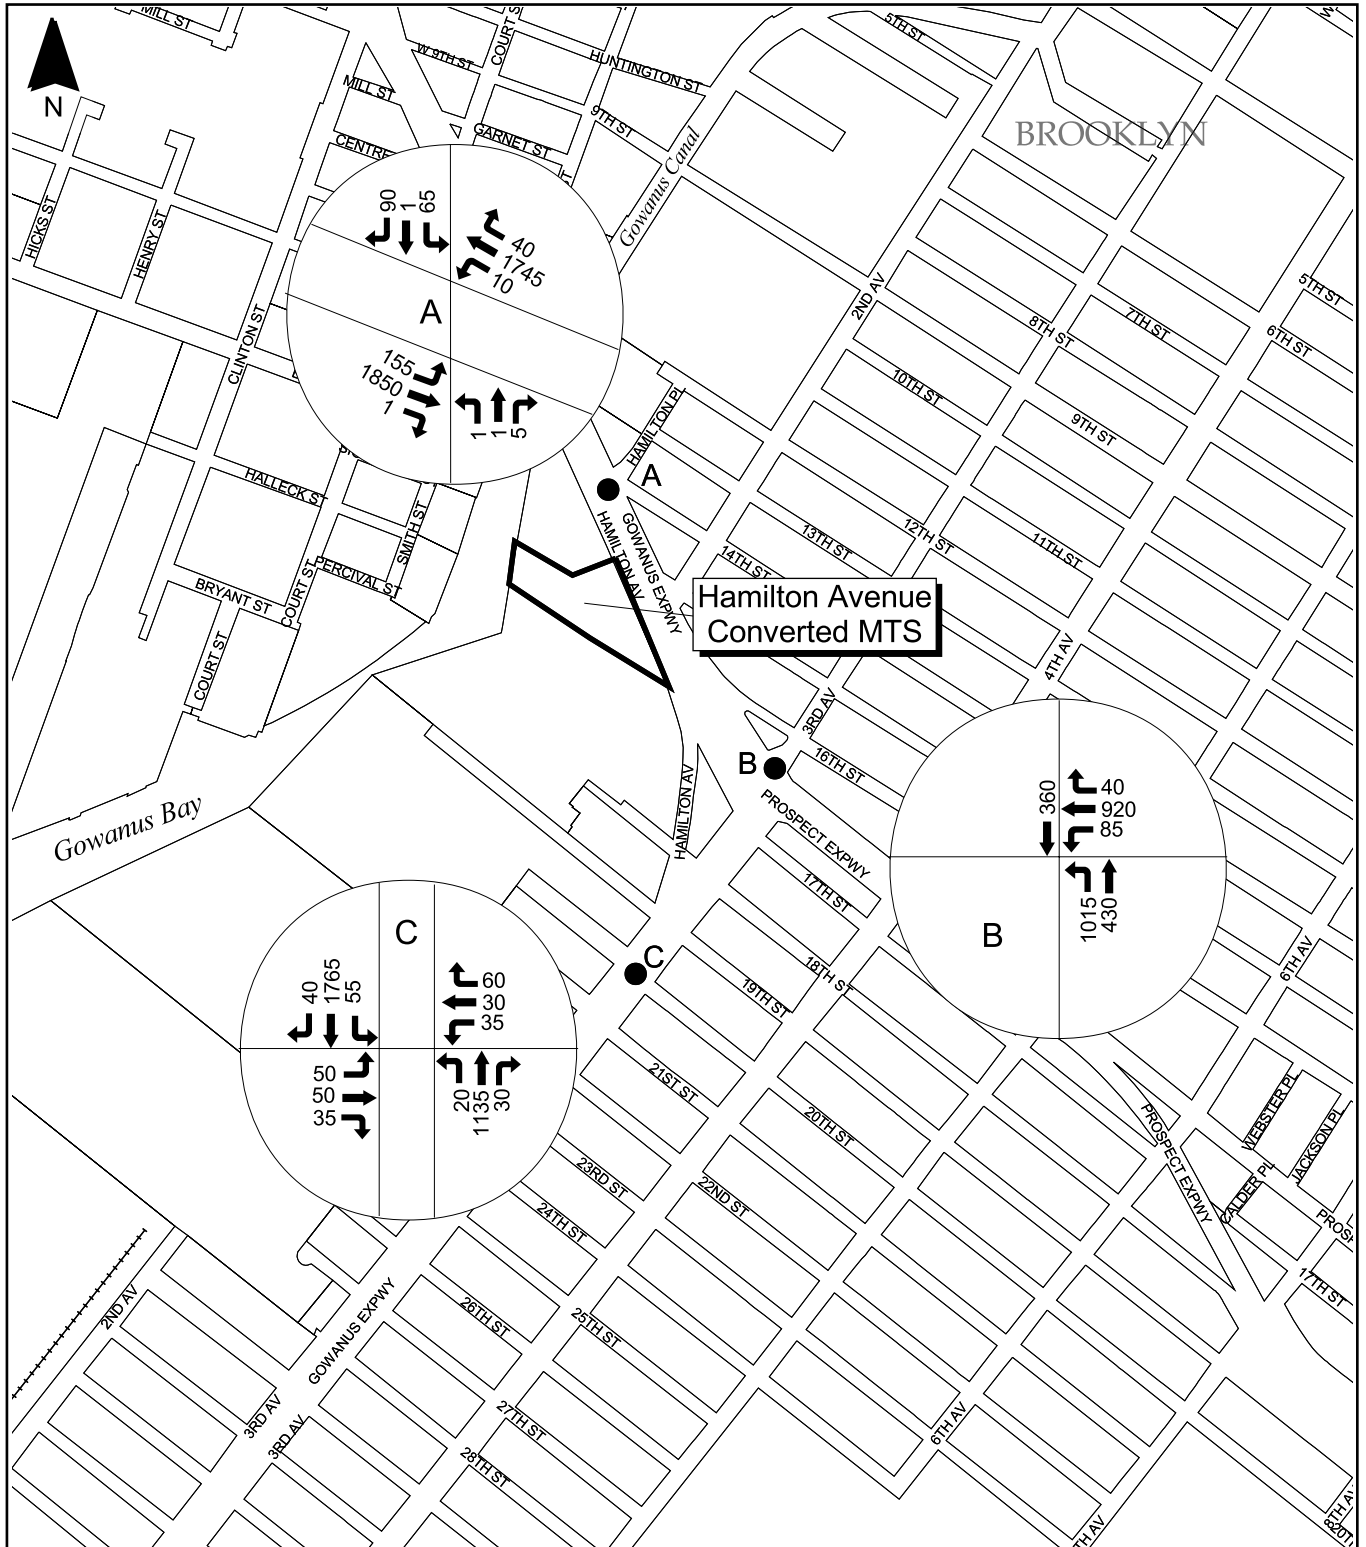 MILL ST
COURT S
5TH ST
W 9TH ST
HUNTINGTON ST
MILL ST
N
9TH ST
GARNET ST
CENTRE
BROOKLYN
Gowanus Canal
HICKS ST
HENRY ST
CLINTON ST
90
1
65
40
1745
10
A
155
1850
1
1
1
5
2ND AV
5TH ST
7TH ST
6TH ST
8TH ST
10TH ST
9TH ST
HAMILTON PL
A
HALLECK ST
SMITH ST
HAMILTON AV
GOWANUS EXPWY
13TH ST
12TH ST
11TH ST
14TH ST
PERCIVAL ST
BRYANT ST
COURT ST
COURT ST
Hamilton Avenue
Converted MTS
4TH AV
3RD AV
B
16TH ST
PROSPECT EXPWY
HAMILTON AV
Gowanus Bay
360
40
920
85
1015
430
B
17TH ST
C
C
18TH ST
19TH ST
6TH AV
40
1765
55
60
30
35
50
50
35
20
1135
30
21ST ST
20TH ST
WEBSTER PL
JACKSON PL
CALDER PL
PROSPECT EXPWY
23RD ST
22ND ST
24TH ST
17TH ST
2ND AV
GOWANUS EXPWY
26TH ST
25TH ST
3RD AV
3RD AV
27TH ST
28TH ST
6TH AV